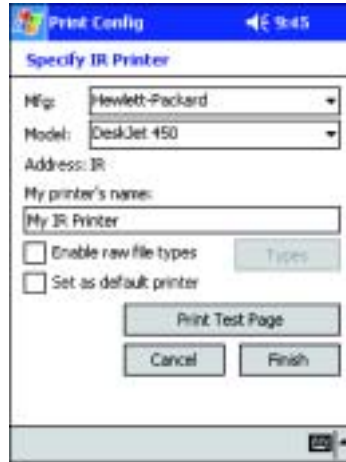 Print Config 9:45
Specify IR Printer
Mfg: Hewlett-Packard
Model: DeskJet 450
Address: IR
My printer's name:
My IR Printer
Enable raw file types Types
Set as default printer
Print Test Page
Cancel Finish